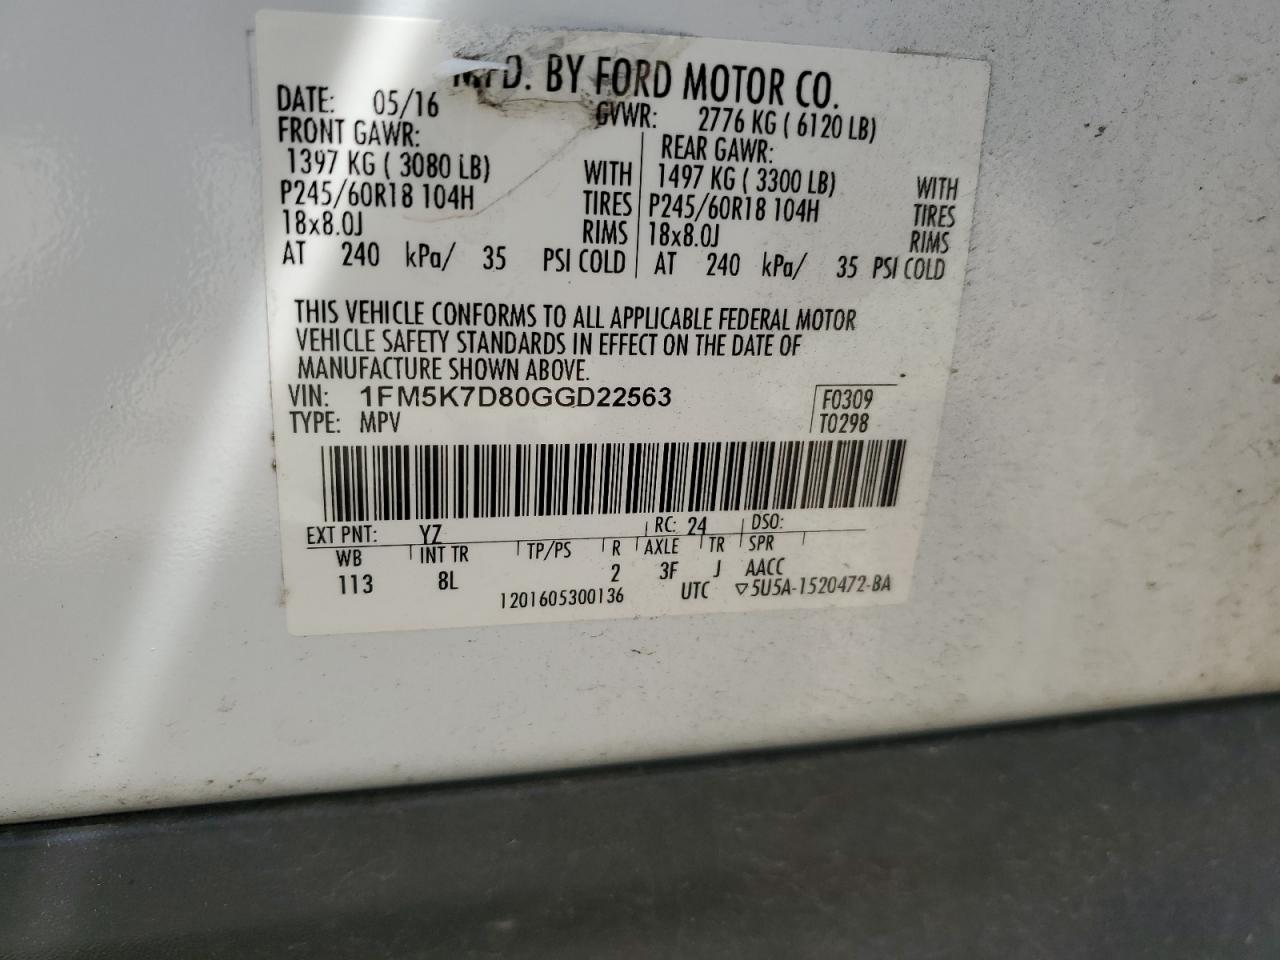 MFD. BY FORD MOTOR CO.
DATE: 05/16 GVWR: 2776 KG ( 6120 LB)
FRONT GAWR: REAR GAWR:
1397 KG ( 3080 LB) WITH 1497 KG ( 3300 LB) WITH
P245/60R18 104H TIRES P245/60R18 104H TIRES
18x8.0J RIMS 18x8.0J RIMS
AT 240 kPa/ 35 PSI COLD AT 240 kPa/ 35 PSI COLD
THIS VEHICLE CONFORMS TO ALL APPLICABLE FEDERAL MOTOR
VEHICLE SAFETY STANDARDS IN EFFECT ON THE DATE OF
MANUFACTURE SHOWN ABOVE.
VIN: 1FM5K7D80GGD22563 F0309
TYPE: MPV T0298
EXT PNT: YZ RC: 24 DSO:
WB INT TR TP/PS R AXLE TR SPR
113 8L 2 3F J AACC
1201605300136 UTC ▽5U5A-1520472-BA